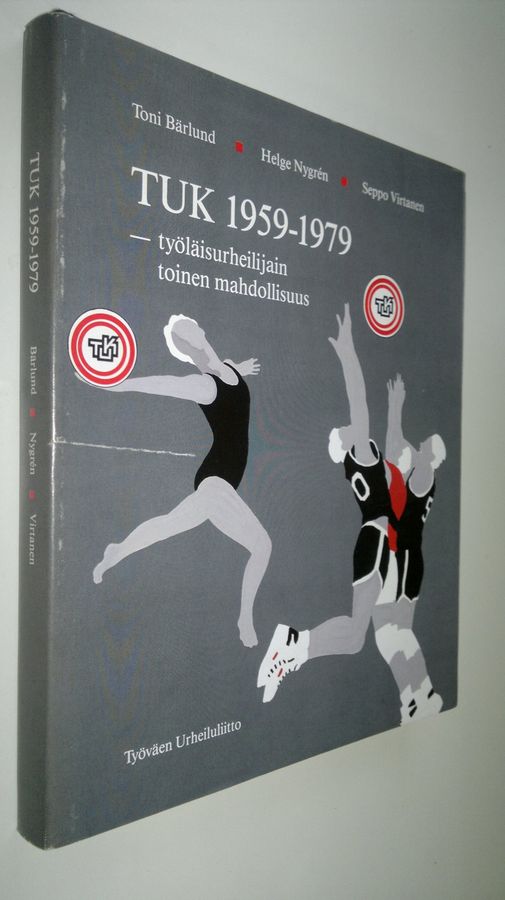 Toni Bärlund ▪ Helge Nygrén ▪ Seppo Virtanen
TUK 1959-1979
— työläisurheilijain
toinen mahdollisuus
TUK
TUK
O
S
Työväen Urheiluliitto
TUK 1959-1979
Bärlund ▪ Nygrén ▪ Virtanen